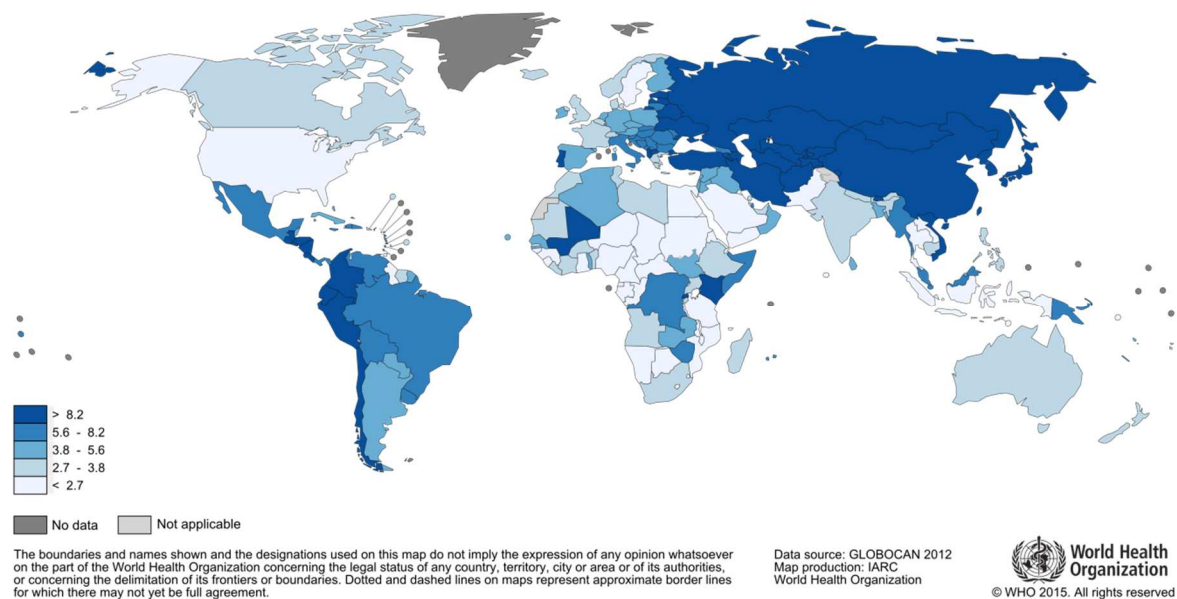 > 8.2
5.6 - 8.2
3.8 - 5.6
2.7 - 3.8
< 2.7
No data
Not applicable
The boundaries and names shown and the designations used on this map do not imply the expression of any opinion whatsoever
on the part of the World Health Organization concerning the legal status of any country, territory, city or area or of its authorities,
or concerning the delimitation of its frontiers or boundaries. Dotted and dashed lines on maps represent approximate border lines
for which there may not yet be full agreement.
Data source: GLOBOCAN 2012
Map production: IARC
World Health Organization
World Health
Organization
© WHO 2015. All rights reserved